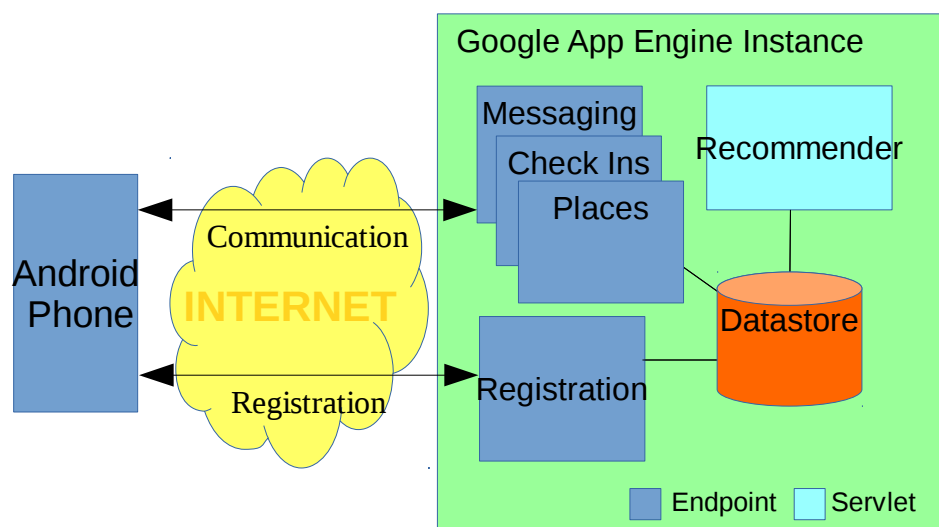 Google App Engine Instance
Messaging
Check Ins
Places
Recommender
Communication
Android
Phone
INTERNET
Datastore
Registration
Registration
Endpoint
Servlet